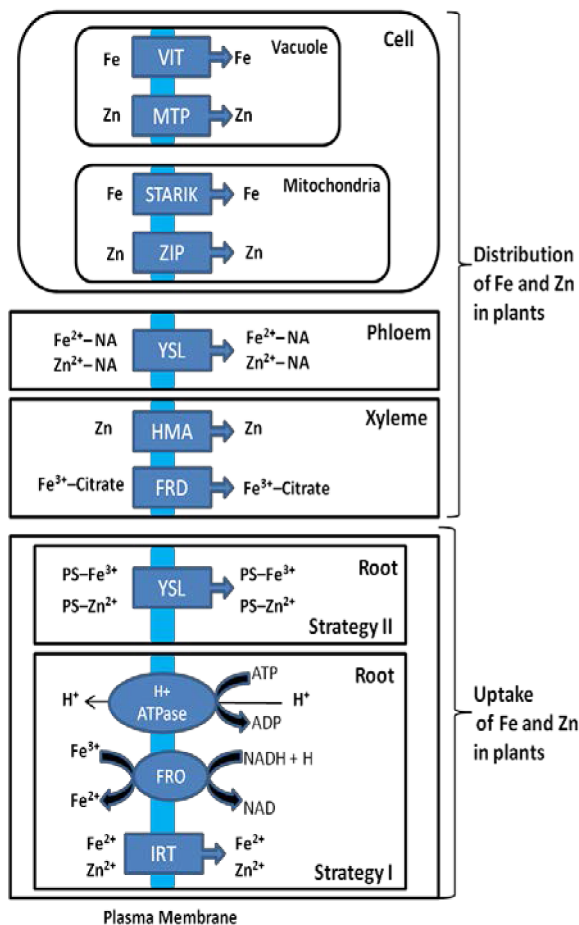 Cell
Vacuole
Fe VIT Fe
Zn MTP Zn
Mitochondria
Fe STARIK Fe
Zn ZIP Zn
Distribution
of Fe and Zn
in plants
Phloem
Fe²⁺–NA YSL Fe²⁺–NA
Zn²⁺–NA Zn²⁺–NA
Xyleme
Zn HMA Zn
Fe³⁺–Citrate FRD Fe³⁺–Citrate
Root
PS–Fe³⁺ YSL PS–Fe³⁺
PS–Zn²⁺ PS–Zn²⁺
Strategy II
Root
ATP
H⁺ H+ H⁺
ATPase
ADP
Uptake
of Fe and Zn
in plants
Fe³⁺ NADH + H
FRO
Fe²⁺ NAD
Fe²⁺ IRT Fe²⁺
Zn²⁺ Zn²⁺
Strategy I
Plasma Membrane